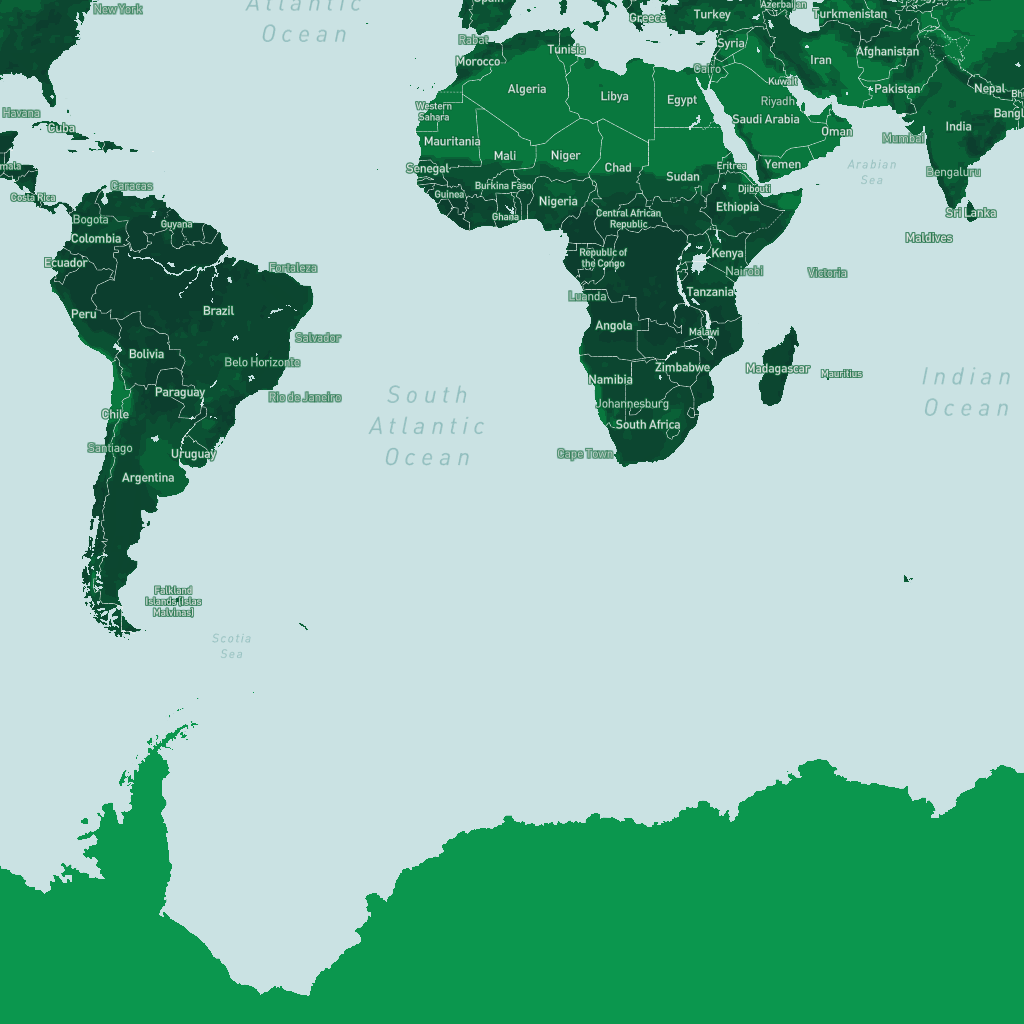 Atlantic
Ocean
New York
Spain
Greece
Turkey
Azerbaijan
Turkmenistan
Rabat
Tunisia
Morocco
Syria
Cairo
Iran
Afghanistan
Kuwait
Pakistan
Nepal
Algeria
Libya
Egypt
Riyadh
Western
Sahara
Saudi Arabia
Oman
India
Mumbai
Havana
Cuba
Mauritania
Mali
Niger
Chad
Yemen
Eritrea
Arabian
Sea
Senegal
Sudan
Djibouti
Bengaluru
Burkina Faso
Guinea
Nigeria
Ghana
Ethiopia
Central African
Republic
Sri Lanka
Maldives
Costa Rica
Caracas
Bogota
Guyana
Colombia
Ecuador
Fortaleza
Republic of
the Congo
Kenya
Nairobi
Victoria
Luanda
Tanzania
Peru
Brazil
Salvador
Angola
Malawi
Bolivia
Belo Horizonte
Zimbabwe
Madagascar
Mauritius
Namibia
Paraguay
Rio de Janeiro
Johannesburg
South
Atlantic
Ocean
Indian
Ocean
Chile
South Africa
Santiago
Uruguay
Cape Town
Argentina
Falkland
Islands (Islas
Malvinas)
Scotia
Sea